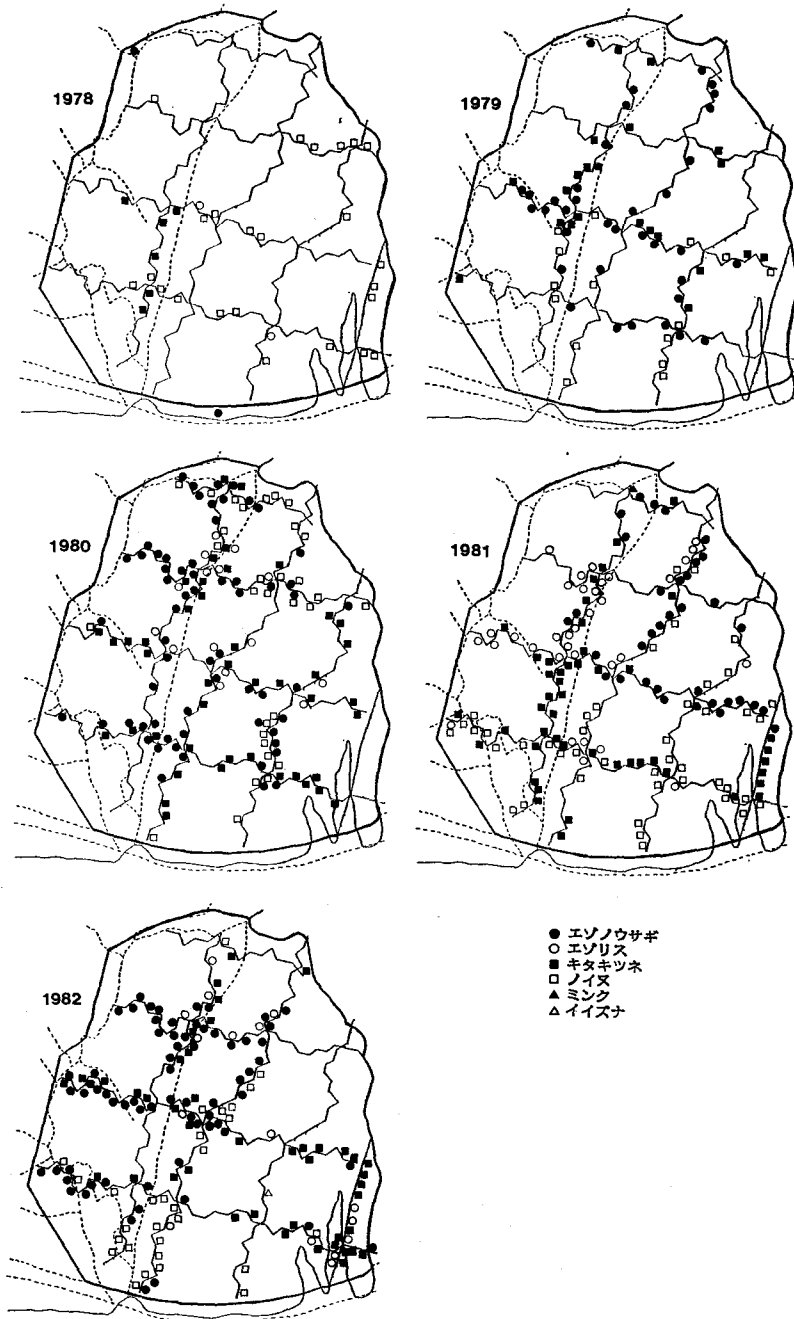 1978
1979
1980
1981
1982
● エゾノウサギ
○ エゾリス
■ キタキツネ
□ ノイヌ
▲ ミンク
△ イイズナ